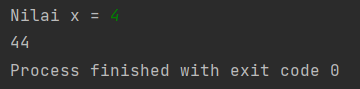 Nilai x = 4
44
Process finished with exit code 0